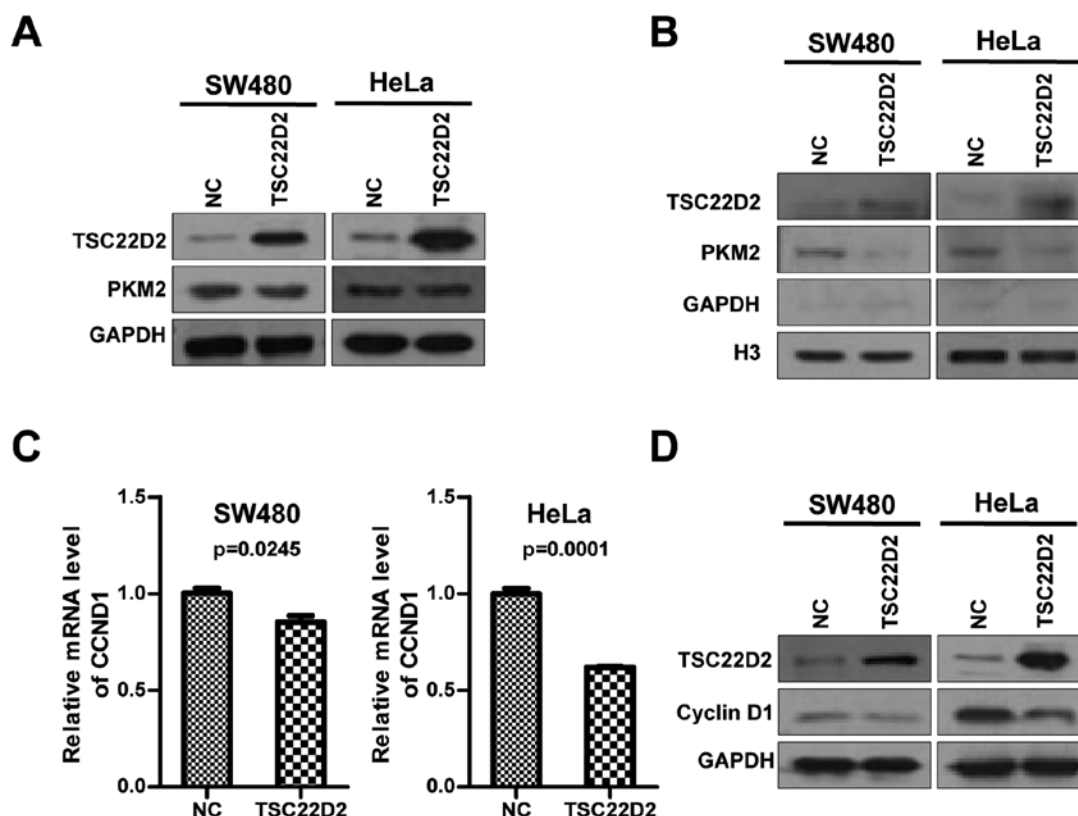 A
SW480
HeLa
NC
TSC22D2
NC
TSC22D2
TSC22D2
PKM2
GAPDH
B
SW480
HeLa
NC
TSC22D2
NC
TSC22D2
TSC22D2
PKM2
GAPDH
H3
C
Relative mRNA level
of CCND1
1.5
1.0
0.5
0.0
SW480
p=0.0245
NC
TSC22D2
Relative mRNA level
of CCND1
1.5
1.0
0.5
0.0
HeLa
p=0.0001
NC
TSC22D2
D
SW480
HeLa
NC
TSC22D2
NC
TSC22D2
TSC22D2
Cyclin D1
GAPDH